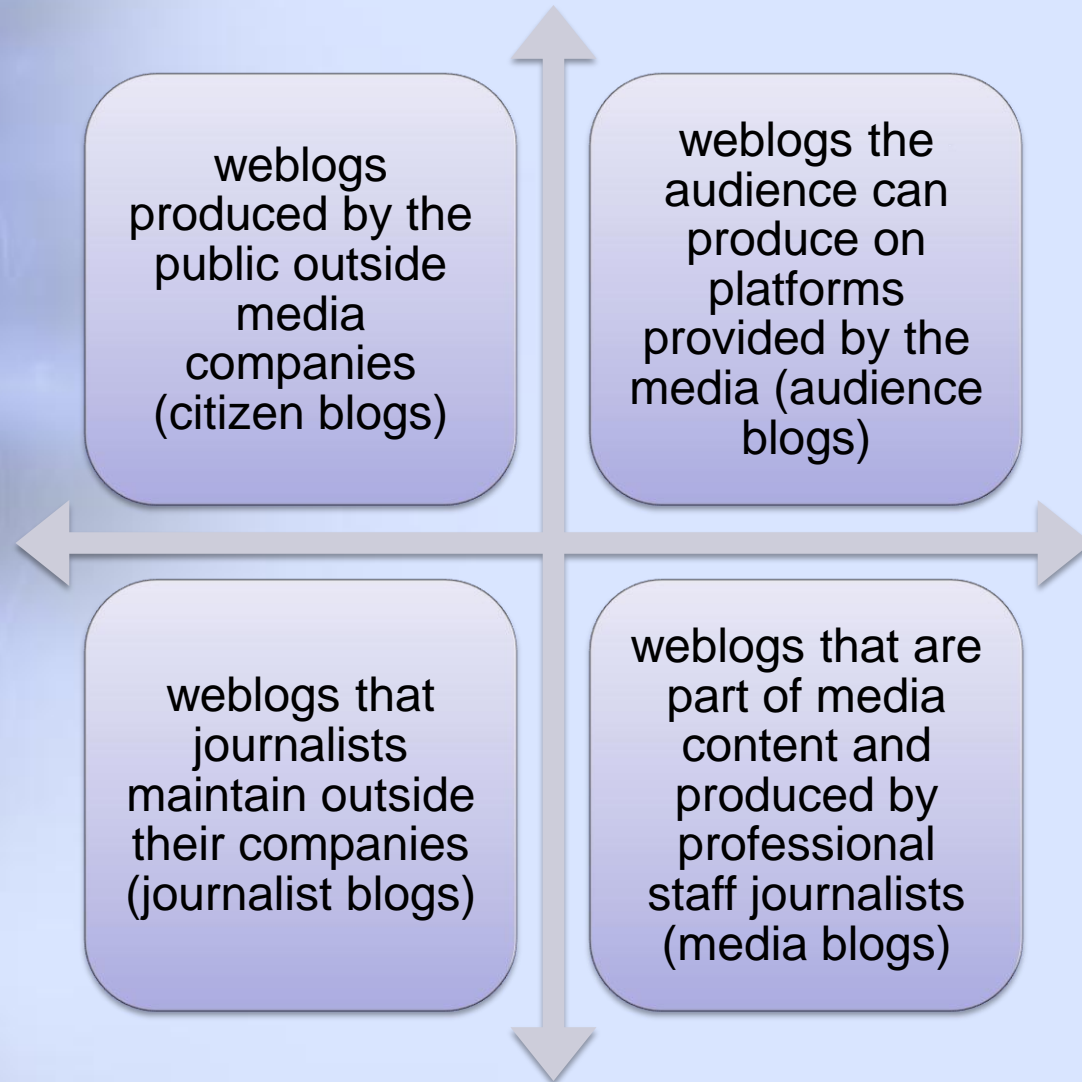 weblogs
produced by the
public outside
media
companies
(citizen blogs)
weblogs the
audience can
produce on
platforms
provided by the
media (audience
blogs)
weblogs that
journalists
maintain outside
their companies
(journalist blogs)
weblogs that are
part of media
content and
produced by
professional
staff journalists
(media blogs)